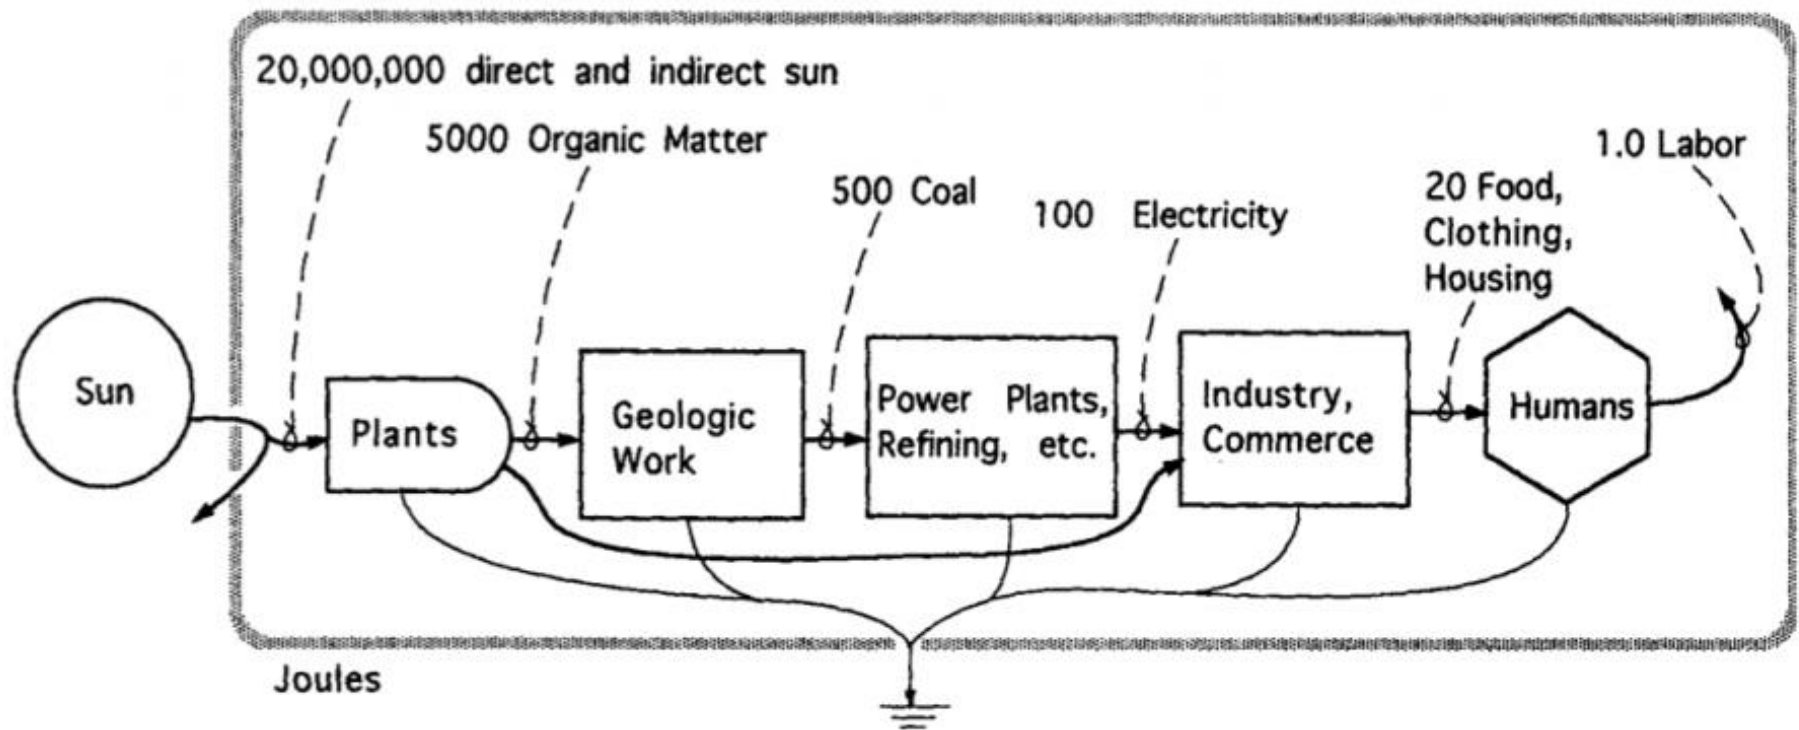 20,000,000 direct and indirect sun
5000 Organic Matter
500 Coal
100 Electricity
20 Food,
Clothing,
Housing
1.0 Labor
Sun
Plants
Geologic
Work
Power Plants,
Refining, etc.
Industry,
Commerce
Humans
Joules